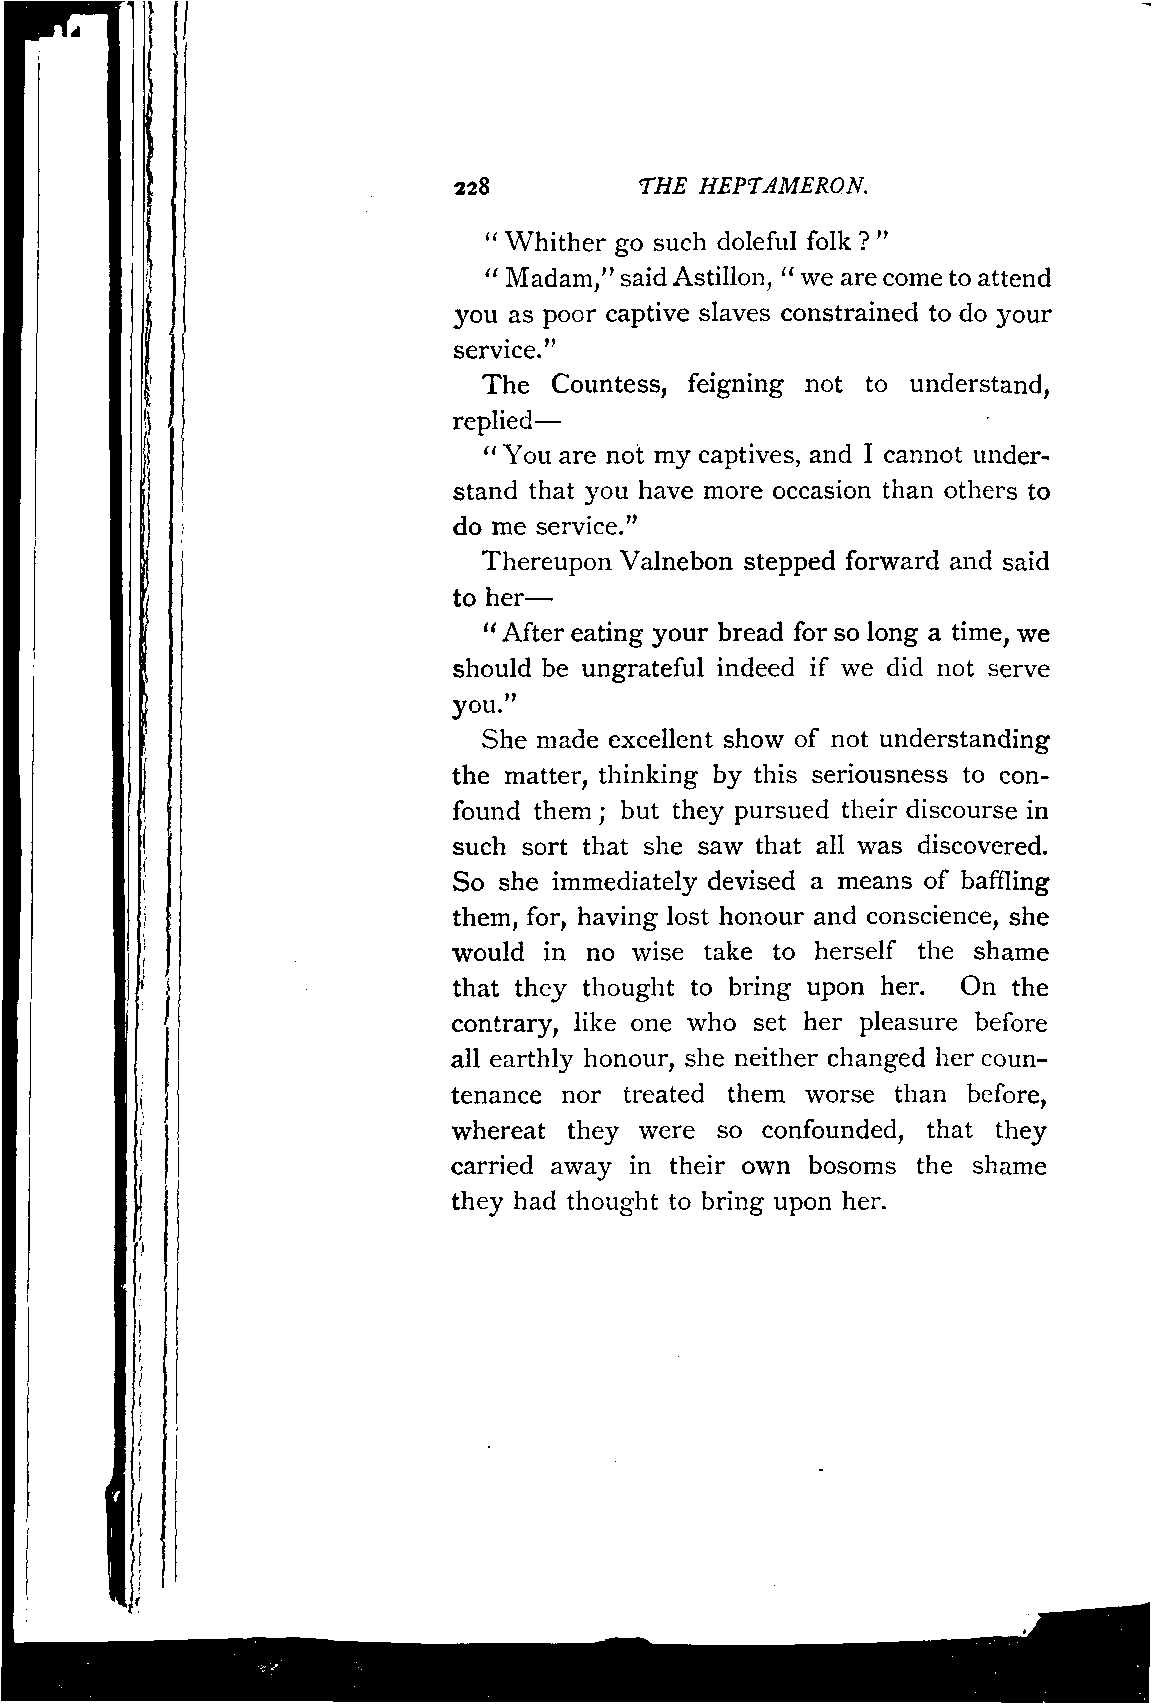 228 THE HEPTAMERON.
“ Whither go such doleful folk ? ”
“ Madam,” said Astillon, “ we are come to attend
you as poor captive slaves constrained to do your
service.”
The Countess, feigning not to understand,
replied—
“ You are not my captives, and I cannot under-
stand that you have more occasion than others to
do me service.”
Thereupon Valnebon stepped forward and said
to her—
“ After eating your bread for so long a time, we
should be ungrateful indeed if we did not serve
you.”
She made excellent show of not understanding
the matter, thinking by this seriousness to con-
found them ; but they pursued their discourse in
such sort that she saw that all was discovered.
So she immediately devised a means of baffling
them, for, having lost honour and conscience, she
would in no wise take to herself the shame
that they thought to bring upon her. On the
contrary, like one who set her pleasure before
all earthly honour, she neither changed her coun-
tenance nor treated them worse than before,
whereat they were so confounded, that they
carried away in their own bosoms the shame
they had thought to bring upon her.